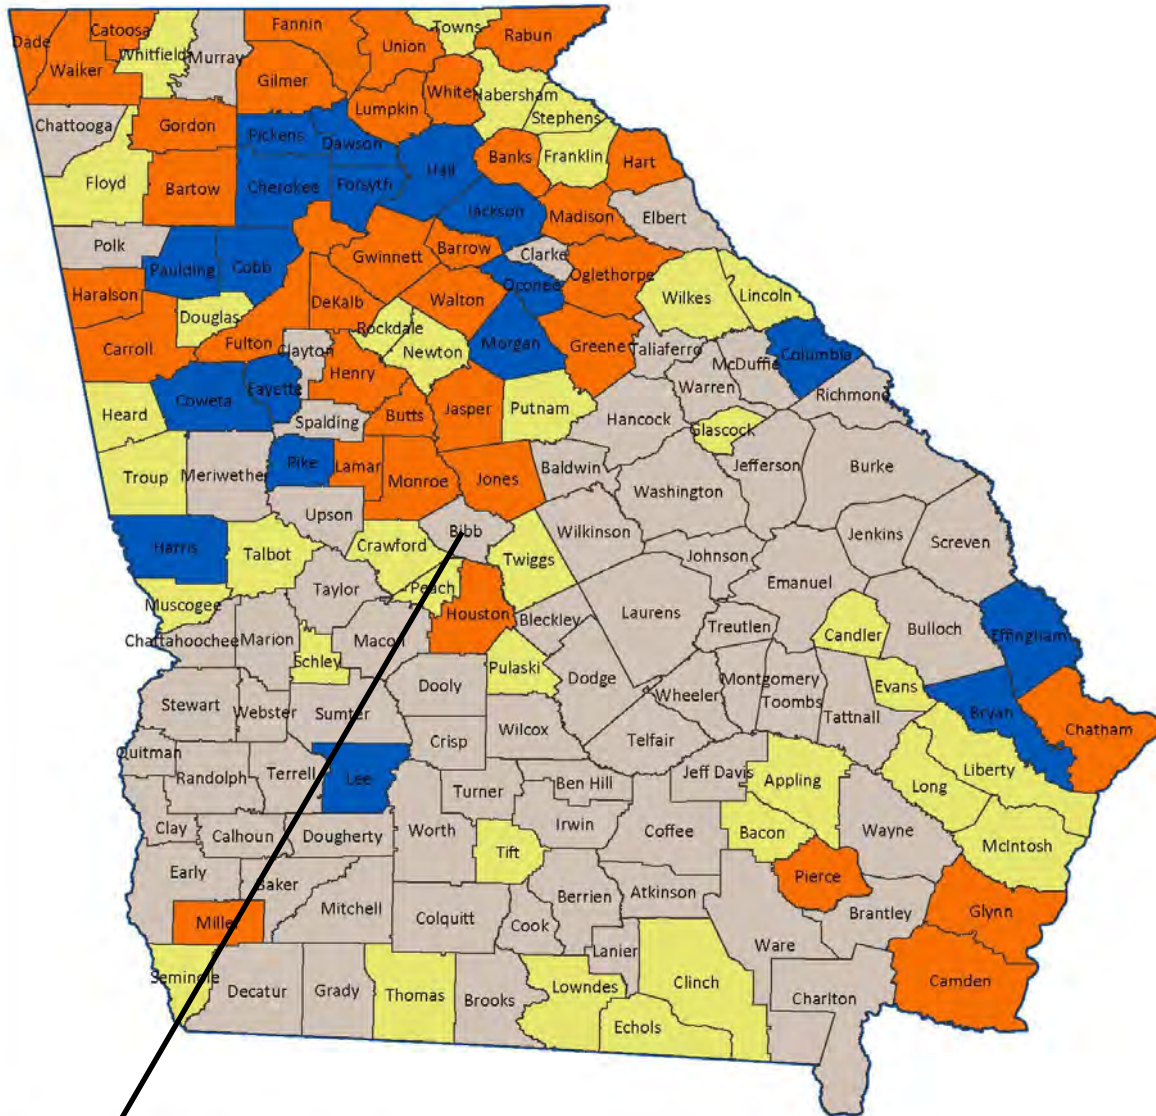 Towns
Fannin
Catoosa
Rabun
Dade
Union
Whitfield
Murray
Walker
Gilmer
White
Habersham
Lumpkin
Stephens
Chattooga
Gordon
Pickens
Dawson
Banks
Franklin
Hart
Hall
Floyd
Bartow
Cherokee
Forsyth
Jackson
Madison
Elbert
Polk
Barrow
Clarke
Gwinnett
Paulding
Cobb
Oglethorpe
Oconee
Haralson
DeKalb
Walton
Wilkes
Lincoln
Douglas
Rockdale
Carroll
Fulton
Clayton
Newton
Morgan
Greene
Taliaferro
McDuffie
Columbia
Henry
Warren
Richmond
Heard
Coweta
Fayette
Spalding
Butts
Jasper
Putnam
Hancock
Glascock
Troup
Meriwether
Pike
Lamar
Monroe
Jones
Baldwin
Jefferson
Burke
Washington
Upson
Bibb
Wilkinson
Jenkins
Screven
Harris
Talbot
Crawford
Twiggs
Johnson
Emanuel
Taylor
Peach
Muscogee
Houston
Laurens
Bleckley
Treutlen
Candler
Bulloch
Effingham
Chattahoochee
Marion
Macon
Schley
Pulaski
Dooly
Dodge
Montgomery
Wheeler
Toombs
Evans
Tattnall
Bryan
Chatham
Stewart
Webster
Sumter
Wilcox
Crisp
Telfair
Quitman
Randolph
Terrell
Lee
Turner
Ben Hill
Jeff Davis
Appling
Liberty
Long
Clay
Calhoun
Dougherty
Worth
Irwin
Coffee
Bacon
Wayne
McIntosh
Tift
Early
Baker
Pierce
Mitchell
Berrien
Atkinson
Brantley
Glynn
Miller
Colquitt
Cook
Lanier
Ware
Seminole
Decatur
Grady
Thomas
Brooks
Lowndes
Clinch
Charlton
Camden
Echols